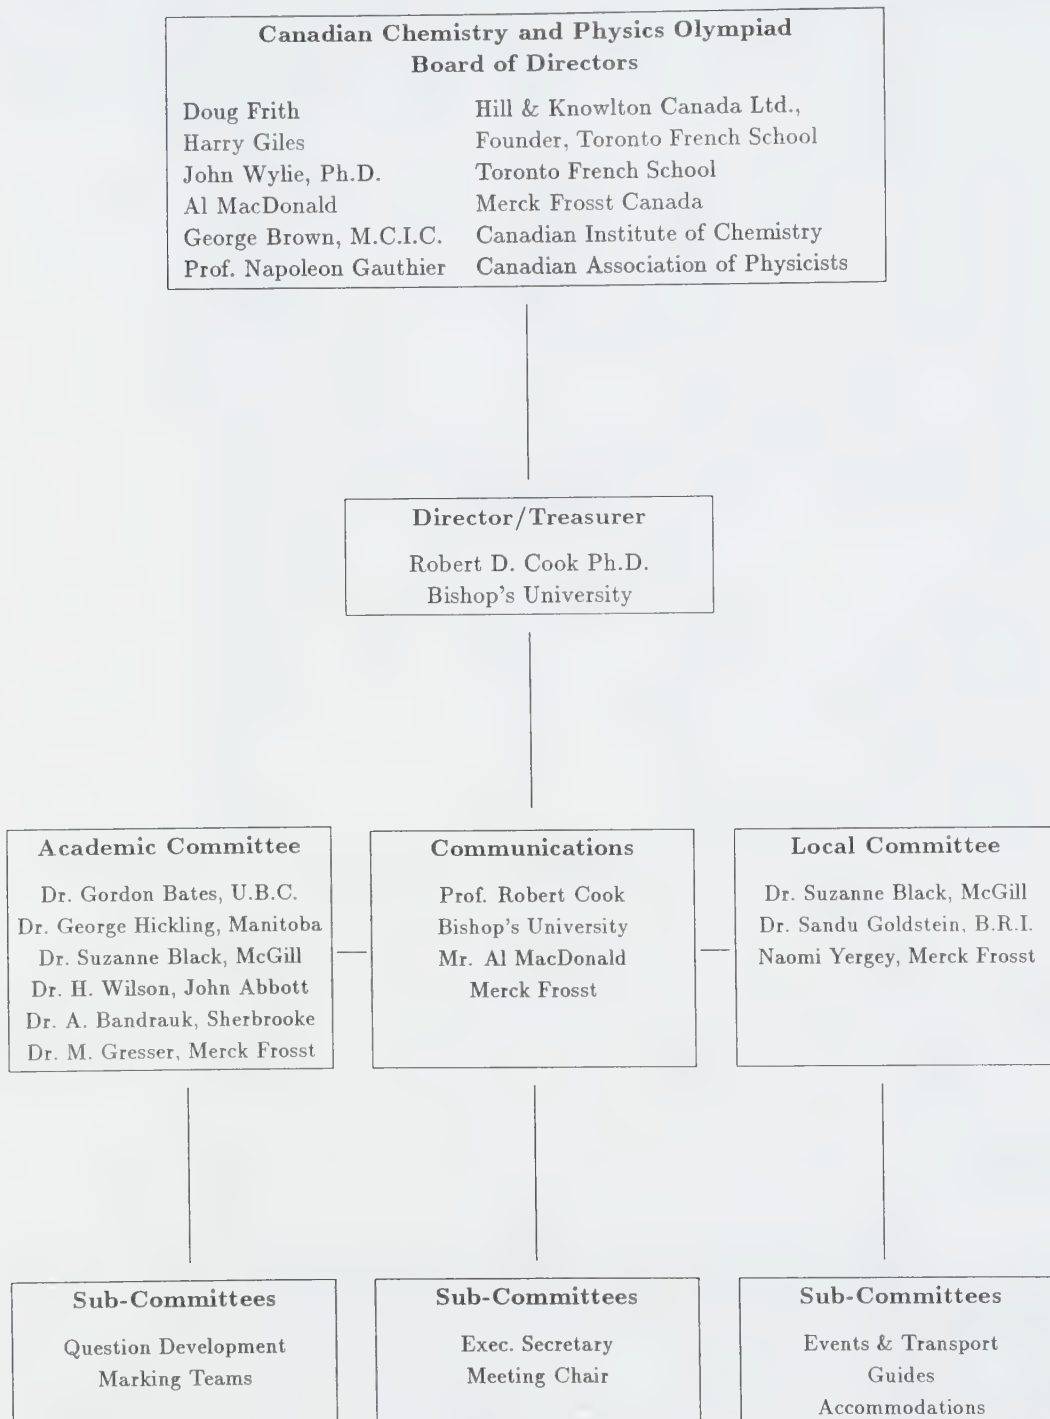 Canadian Chemistry and Physics Olympiad
Board of Directors
Doug Frith Hill & Knowlton Canada Ltd.,
Harry Giles Founder, Toronto French School
John Wylie, Ph.D. Toronto French School
Al MacDonald Merck Frosst Canada
George Brown, M.C.I.C. Canadian Institute of Chemistry
Prof. Napoleon Gauthier Canadian Association of Physicists
Director/Treasurer
Robert D. Cook Ph.D.
Bishop's University
Academic Committee
Dr. Gordon Bates, U.B.C.
Dr. George Hickling, Manitoba
Dr. Suzanne Black, McGill
Dr. H. Wilson, John Abbott
Dr. A. Bandrauk, Sherbrooke
Dr. M. Gresser, Merck Frosst
Communications
Prof. Robert Cook
Bishop's University
Mr. Al MacDonald
Merck Frosst
Local Committee
Dr. Suzanne Black, McGill
Dr. Sandu Goldstein, B.R.I.
Naomi Yergey, Merck Frosst
Sub-Committees
Question Development
Marking Teams
Sub-Committees
Exec. Secretary
Meeting Chair
Sub-Committees
Events & Transport
Guides
Accommodations